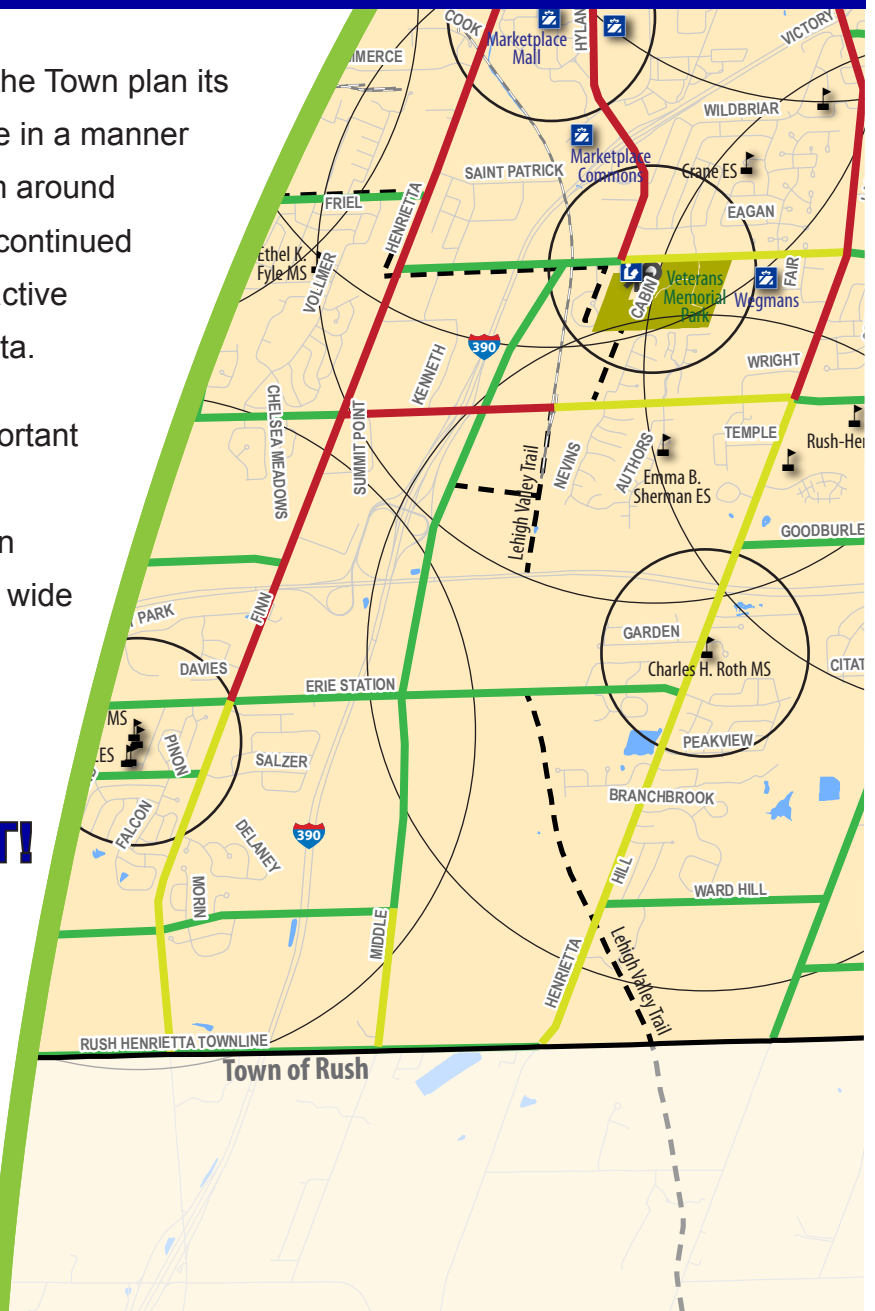 the Town plan its
e in a manner
n around
continued
active
ta.
ortant
n
wide
T!
COOK
Marketplace
Mall
HYLAN
VICTORY
MMERCE
WILDBRIAR
SAINT PATRICK
Marketplace
Commons
Crane ES
FRIEL
HENRIETTA
EAGAN
Ethel K.
Fyle MS
VOLLMER
CABIN
Veterans
Memorial
Park
Wegmans
FAIR
390
KENNETH
WRIGHT
CHELSEA MEADOWS
SUMMIT POINT
TEMPLE
Rush-Hen
Lehigh Valley Trail
NEVINS
AUTHORS
Emma B.
Sherman ES
GOODBURLE
FINN
PARK
GARDEN
DAVIES
Charles H. Roth MS
CITAT
ERIE STATION
MS
ES
PINON
SALZER
PEAKVIEW
BRANCHBROOK
FALCON
DELANEY
390
MORIN
HILL
WARD HILL
MIDDLE
HENRIETTA
Lehigh Valley Trail
RUSH HENRIETTA TOWNLINE
Town of Rush